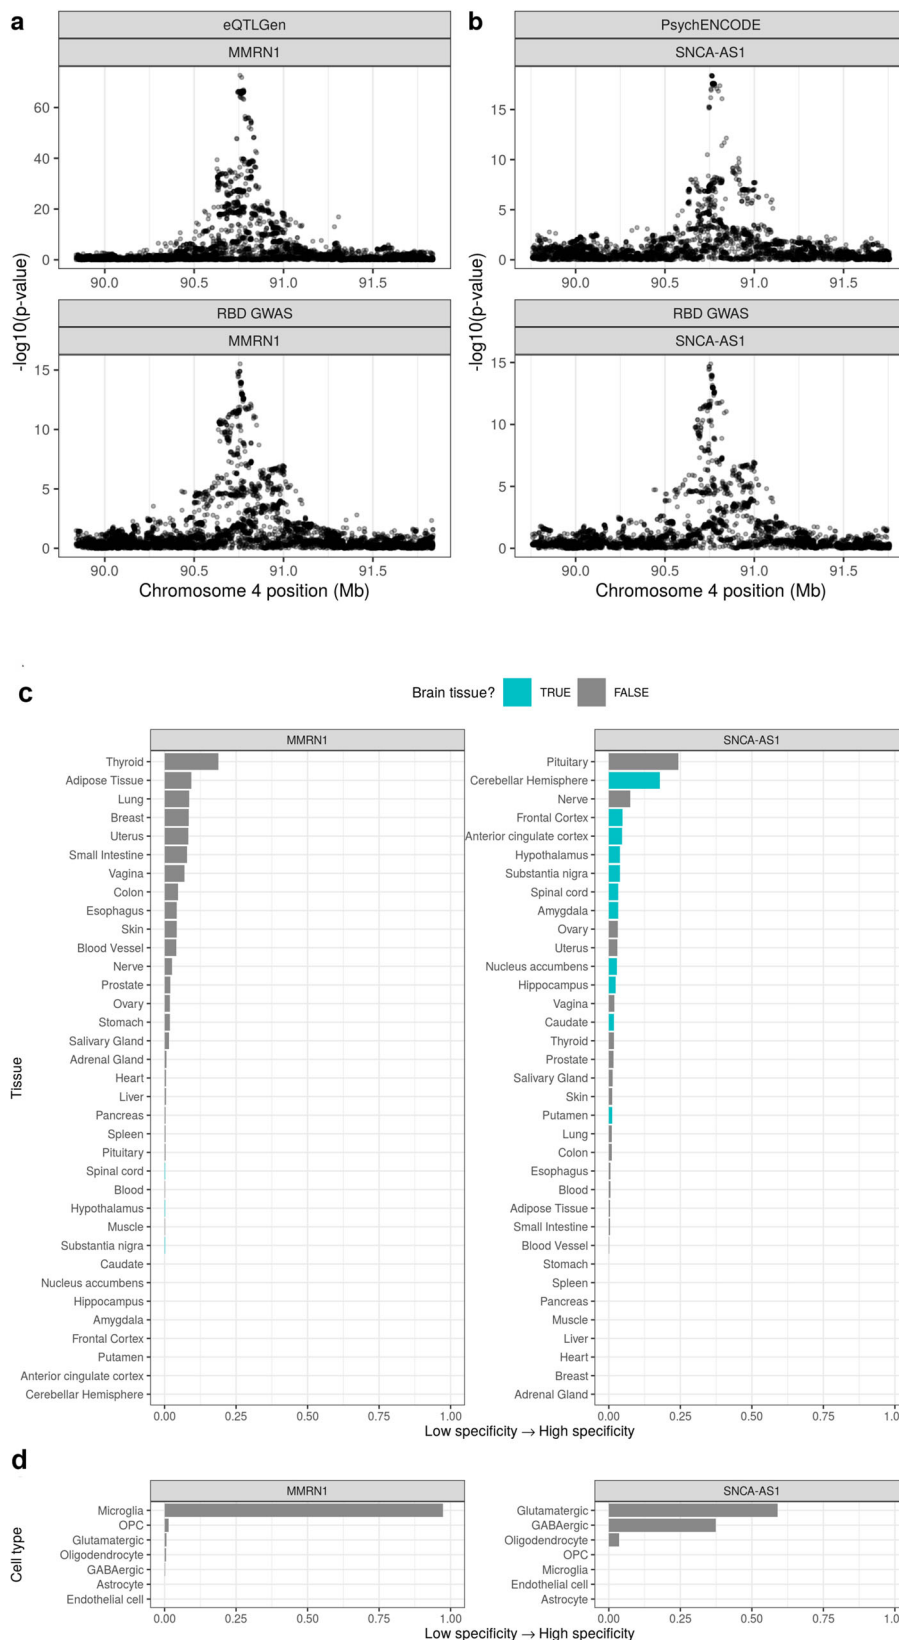 a
eQTLGen
MMRN1
60
40
20
0
90.0 90.5 91.0 91.5
RBD GWAS
MMRN1
15
10
5
0
90.0 90.5 91.0 91.5
Chromosome 4 position (Mb)
-log10(p-value)
b
PsychENCODE
SNCA-AS1
15
10
5
0
90.0 90.5 91.0 91.5
RBD GWAS
SNCA-AS1
15
10
5
0
90.0 90.5 91.0 91.5
Chromosome 4 position (Mb)
-log10(p-value)
c
Brain tissue? TRUE FALSE
Tissue
MMRN1
Thyroid
Adipose Tissue
Lung
Breast
Uterus
Small Intestine
Vagina
Colon
Esophagus
Skin
Blood Vessel
Nerve
Prostate
Ovary
Stomach
Salivary Gland
Adrenal Gland
Heart
Liver
Pancreas
Spleen
Pituitary
Spinal cord
Blood
Hypothalamus
Muscle
Substantia nigra
Caudate
Nucleus accumbens
Hippocampus
Amygdala
Frontal Cortex
Putamen
Anterior cingulate cortex
Cerebellar Hemisphere
0.00 0.25 0.50 0.75 1.00
SNCA-AS1
Pituitary
Cerebellar Hemisphere
Nerve
Frontal Cortex
Anterior cingulate cortex
Hypothalamus
Substantia nigra
Spinal cord
Amygdala
Ovary
Uterus
Nucleus accumbens
Hippocampus
Vagina
Caudate
Thyroid
Prostate
Salivary Gland
Skin
Putamen
Lung
Colon
Esophagus
Blood
Adipose Tissue
Small Intestine
Blood Vessel
Stomach
Spleen
Pancreas
Muscle
Liver
Heart
Breast
Adrenal Gland
0.00 0.25 0.50 0.75 1.0
Low specificity → High specificity
d
Cell type
MMRN1
Microglia
OPC
Glutamatergic
Oligodendrocyte
GABAergic
Astrocyte
Endothelial cell
0.00 0.25 0.50 0.75 1.00
SNCA-AS1
Glutamatergic
GABAergic
Oligodendrocyte
OPC
Microglia
Endothelial cell
Astrocyte
0.00 0.25 0.50 0.75 1.0
Low specificity → High specificity